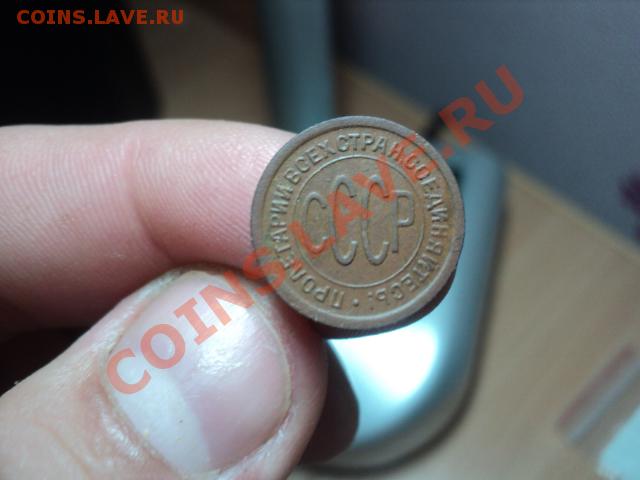 COINS.LAVE.RU
COINS.LAVE.RU
ПРОЛЕТАРИИ ВСЕХ СТРАН, СОЕДИНЯЙТЕСЬ!
СССР